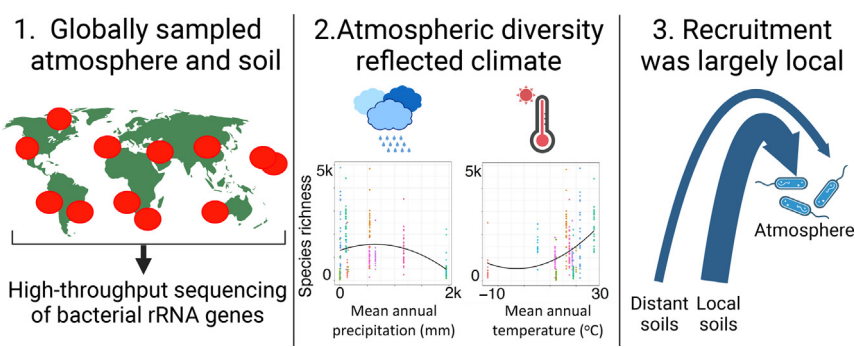 1. Globally sampled
atmosphere and soil
High-throughput sequencing
of bacterial rRNA genes
2.Atmospheric diversity
reflected climate
Species richness
5k
0
0
2k
Mean annual
precipitation (mm)
5k
0
−10
30
Mean annual
temperature (°C)
3. Recruitment
was largely local
Atmosphere
Distant
soils
Local
soils